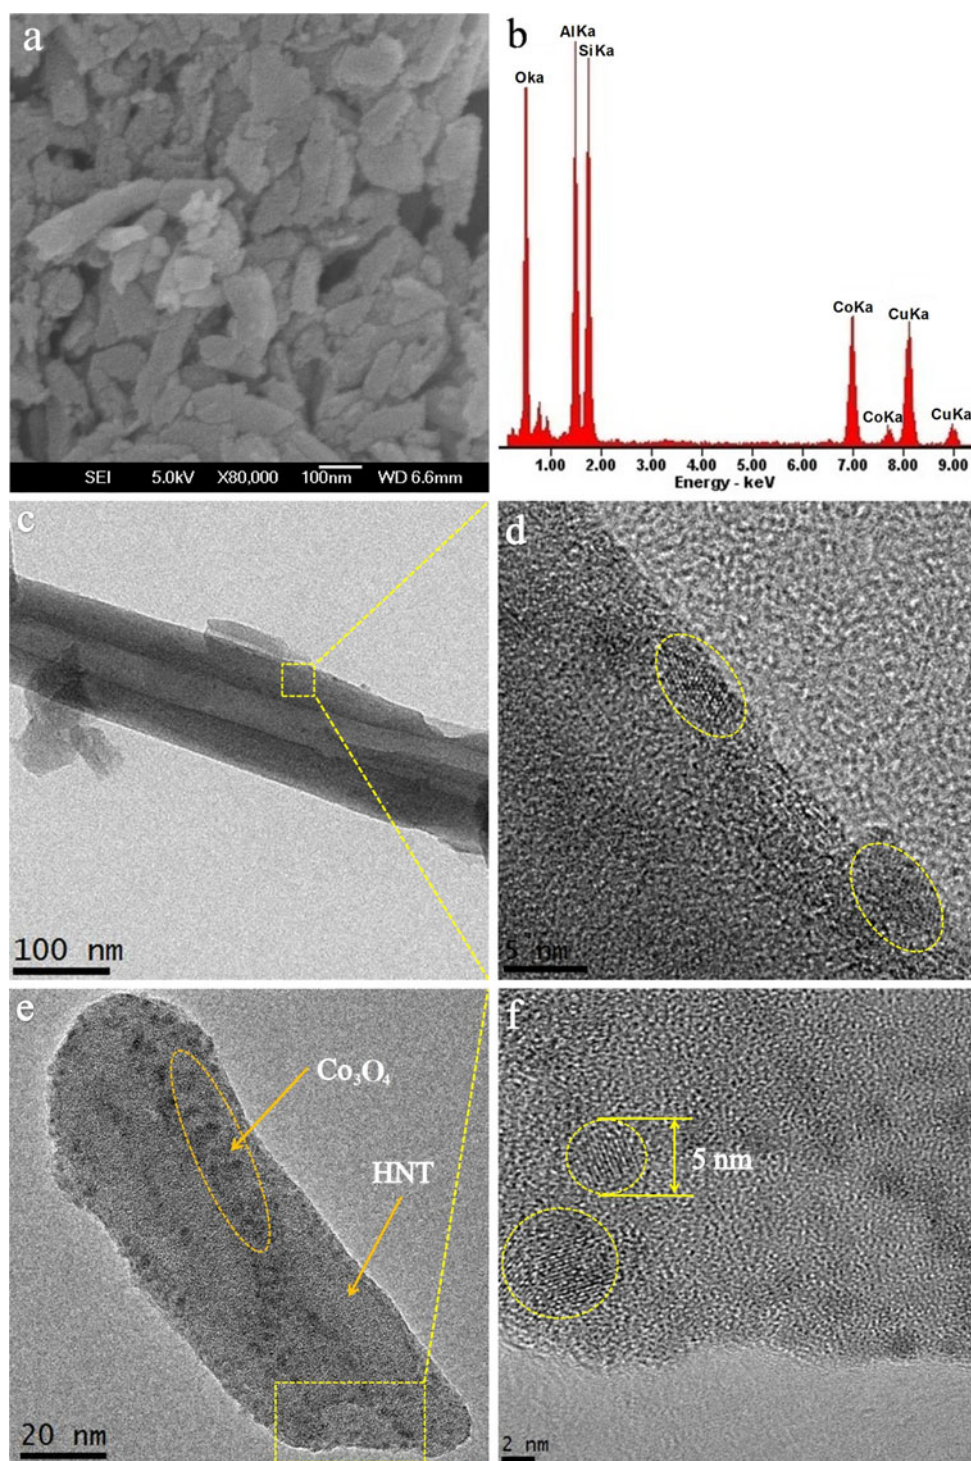 a
SEI 5.0kV X80,000 100nm WD 6.6mm
b
AlKa
SiKa
Oka
CoKa
CuKa
CoKa
CuKa
1.00 2.00 3.00 4.00 5.00 6.00 7.00 8.00 9.00
Energy - keV
c
100 nm
d
5 nm
e
Co₃O₄
HNT
20 nm
f
5 nm
2 nm